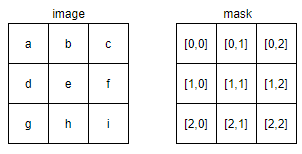 image mask
a b c [0,0] [0,1] [0,2]
d e f [1,0] [1,1] [1,2]
g h i [2,0] [2,1] [2,2]